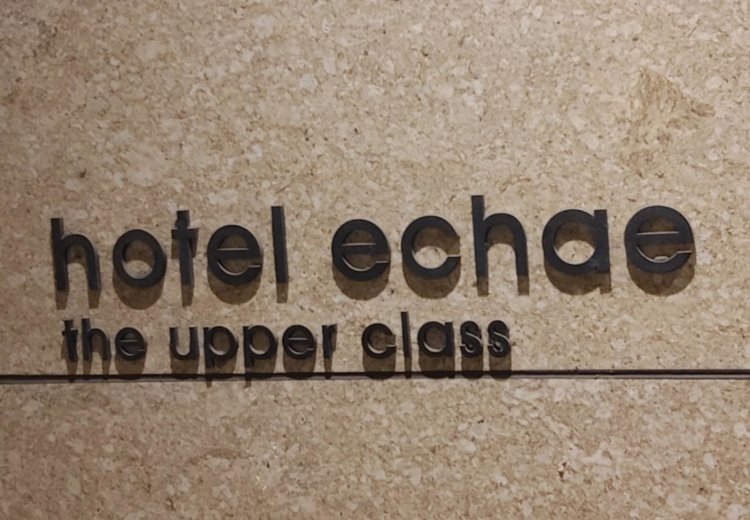 hotel echae
the upper class